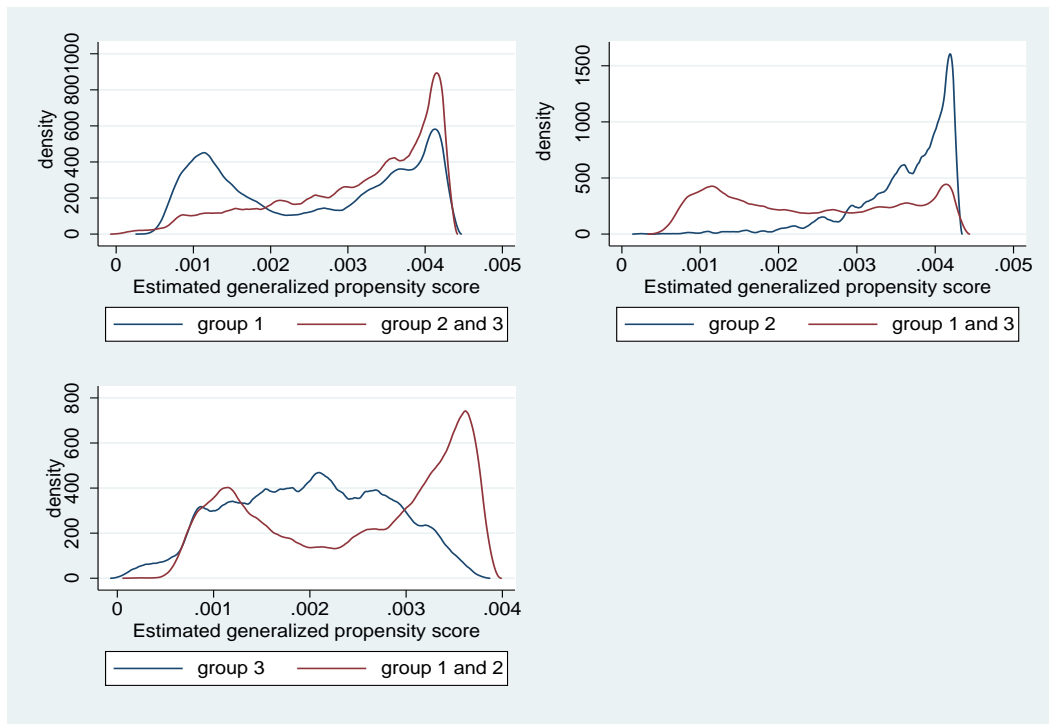 density
1000
800
600
400
200
0
0 .001 .002 .003 .004 .005
Estimated generalized propensity score
group 1 group 2 and 3
density
1500
1000
500
0
0 .001 .002 .003 .004 .005
Estimated generalized propensity score
group 2 group 1 and 3
density
800
600
400
200
0
0 .001 .002 .003 .004
Estimated generalized propensity score
group 3 group 1 and 2